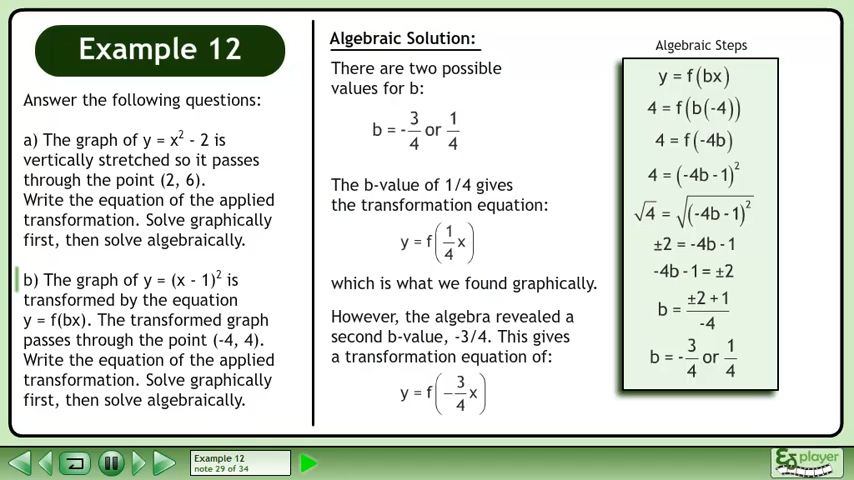 Example 12
Answer the following questions:
a) The graph of y = x² - 2 is
vertically stretched so it passes
through the point (2, 6).
Write the equation of the applied
transformation. Solve graphically
first, then solve algebraically.
b) The graph of y = (x - 1)² is
transformed by the equation
y = f(bx). The transformed graph
passes through the point (-4, 4).
Write the equation of the applied
transformation. Solve graphically
first, then solve algebraically.
Algebraic Solution:
There are two possible
values for b:
b = -3/4 or 1/4
The b-value of 1/4 gives
the transformation equation:
y = f(1/4 x)
which is what we found graphically.
However, the algebra revealed a
second b-value, -3/4. This gives
a transformation equation of:
y = f(-3/4 x)
Algebraic Steps
y = f(bx)
4 = f(b(-4))
4 = f(-4b)
4 = (-4b - 1)²
√4 = √(-4b - 1)²
±2 = -4b - 1
-4b - 1 = ±2
b = ±2 + 1 / -4
b = -3/4 or 1/4
Example 12
note 29 of 34
player